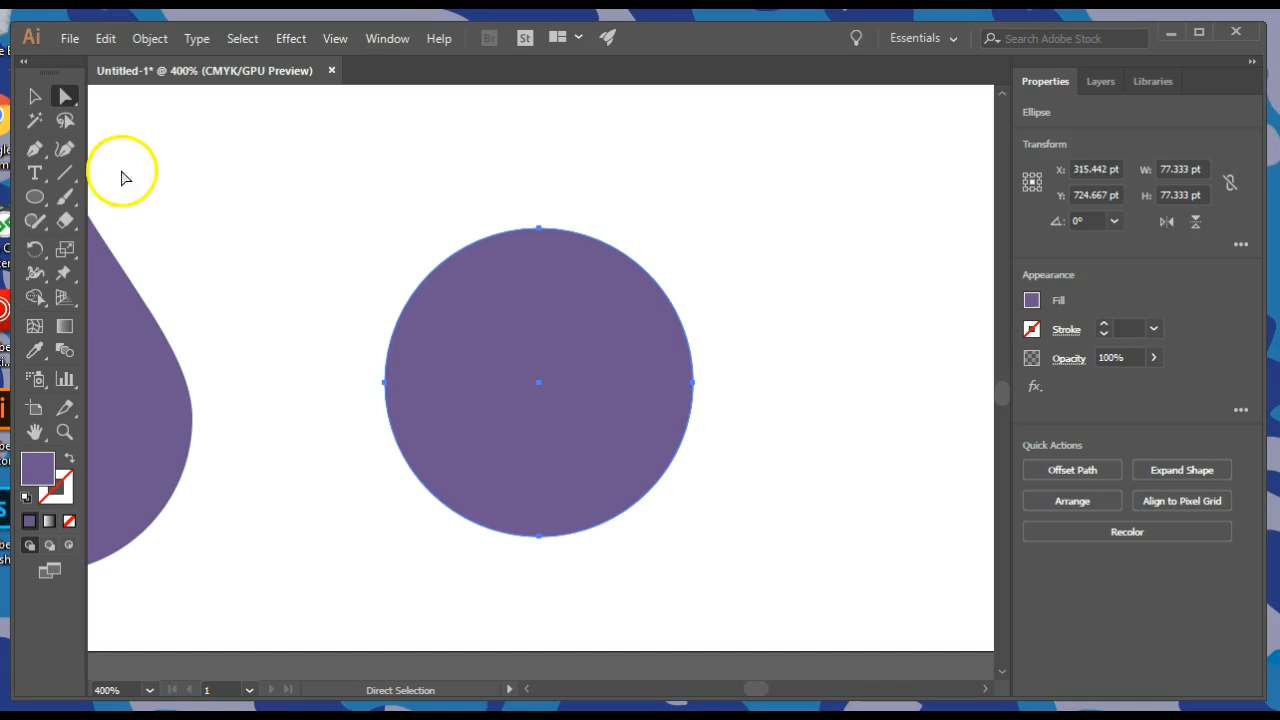 Ai File Edit Object Type Select Effect View Window Help Br St Essentials Search Adobe Stock
Untitled-1* @ 400% (CMYK/GPU Preview) ×
Properties Layers Libraries
Ellipse
Transform
X: 315.442 pt W: 77.333 pt
Y: 724.667 pt H: 77.333 pt
0°
Appearance
Fill
Stroke
Opacity 100%
fx.
Quick Actions
Offset Path Expand Shape
Arrange Align to Pixel Grid
Recolor
400% 1 Direct Selection